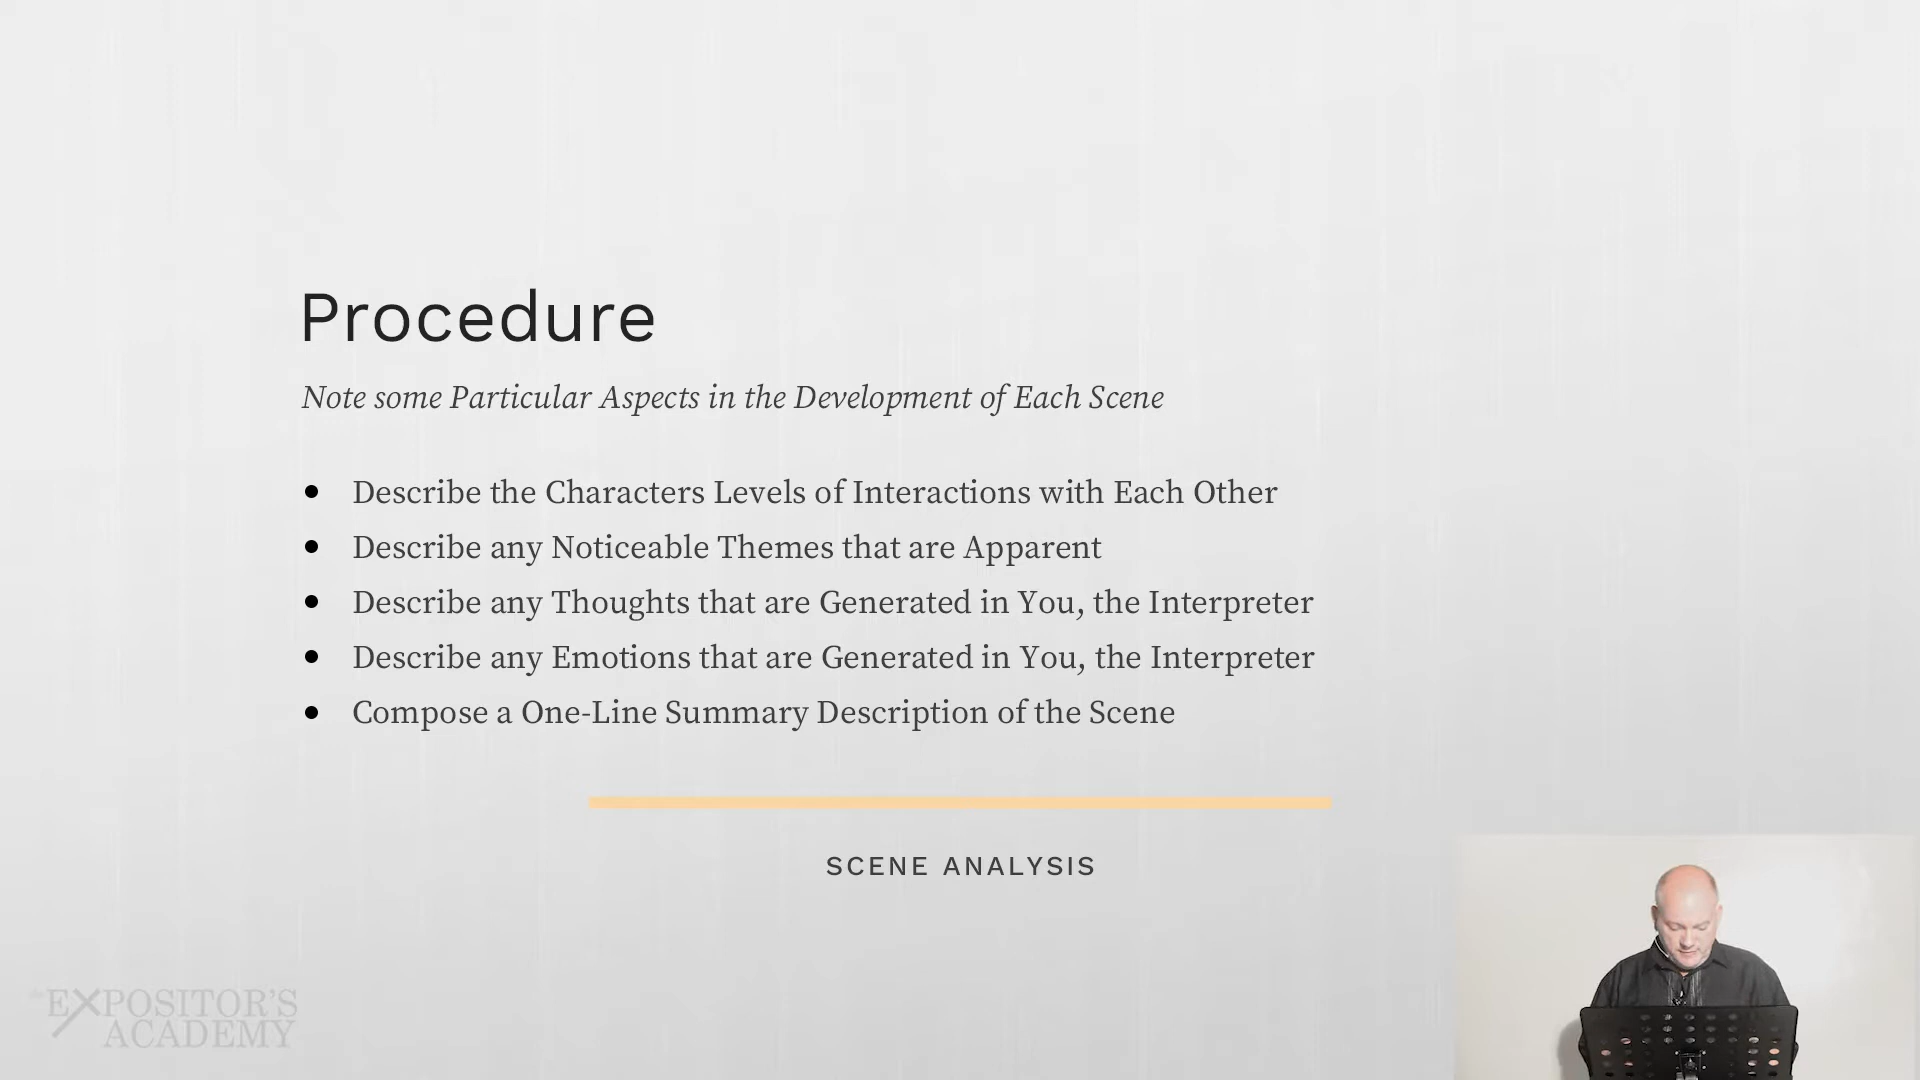 Procedure
Note some Particular Aspects in the Development of Each Scene
• Describe the Characters Levels of Interactions with Each Other
• Describe any Noticeable Themes that are Apparent
• Describe any Thoughts that are Generated in You, the Interpreter
• Describe any Emotions that are Generated in You, the Interpreter
• Compose a One-Line Summary Description of the Scene
SCENE ANALYSIS
the EXPOSITOR'S
ACADEMY